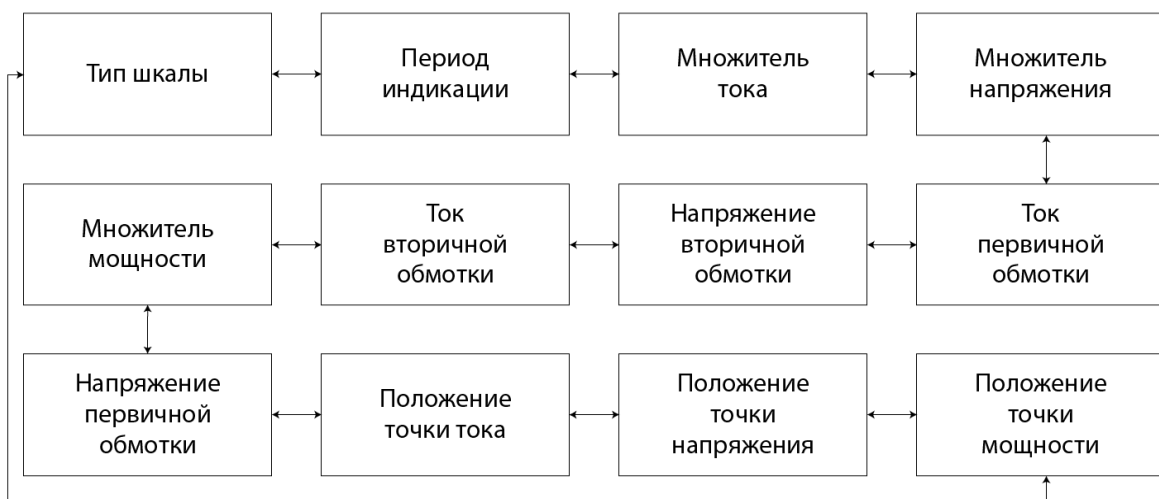 Тип шкалы
Период
индикации
Множитель
тока
Множитель
напряжения
Множитель
мощности
Ток
вторичной
обмотки
Напряжение
вторичной
обмотки
Ток
первичной
обмотки
Напряжение
первичной
обмотки
Положение
точки тока
Положение
точки
напряжения
Положение
точки
мощности